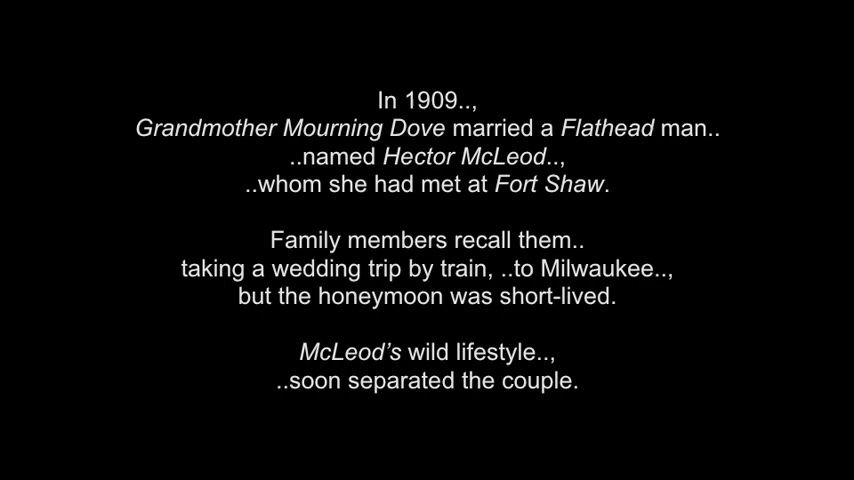 In 1909..,
Grandmother Mourning Dove married a Flathead man..
..named Hector McLeod..,
..whom she had met at Fort Shaw.
Family members recall them..
taking a wedding trip by train, ..to Milwaukee..,
but the honeymoon was short-lived.
McLeod’s wild lifestyle..,
..soon separated the couple.